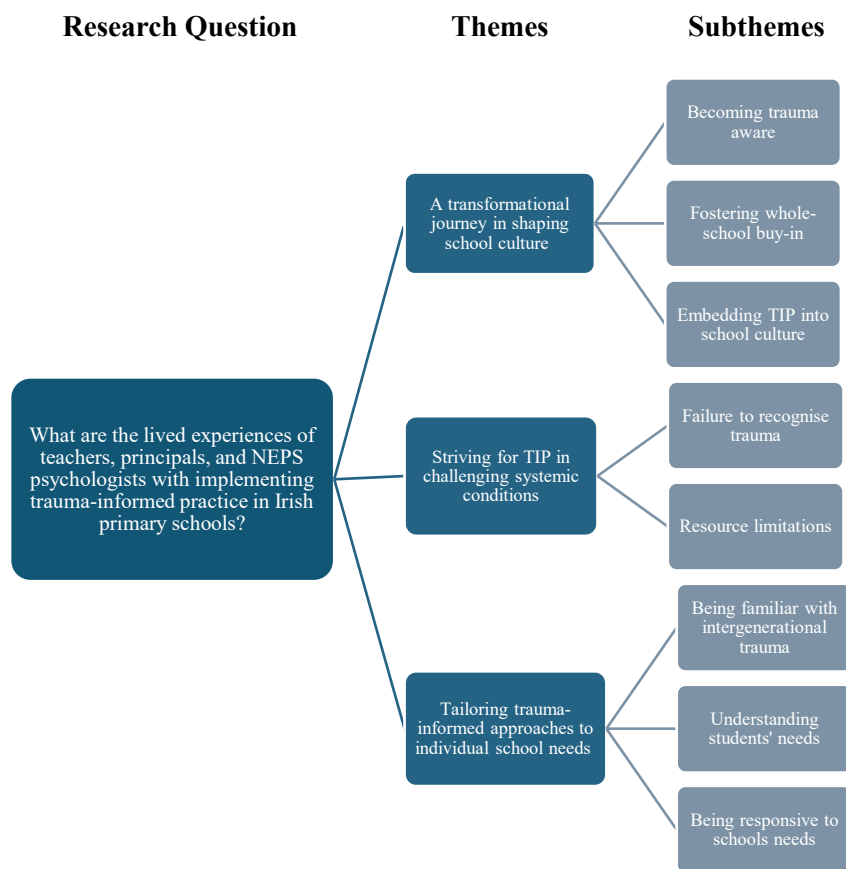 Research Question
Themes
Subthemes
What are the lived experiences of
teachers, principals, and NEPS
psychologists with implementing
trauma-informed practice in Irish
primary schools?
A transformational
journey in shaping
school culture
Becoming trauma
aware
Fostering whole-
school buy-in
Embedding TIP into
school culture
Striving for TIP in
challenging systemic
conditions
Failure to recognise
trauma
Resource limitations
Tailoring trauma-
informed approaches to
individual school needs
Being familiar with
intergenerational
trauma
Understanding
students' needs
Being responsive to
schools needs